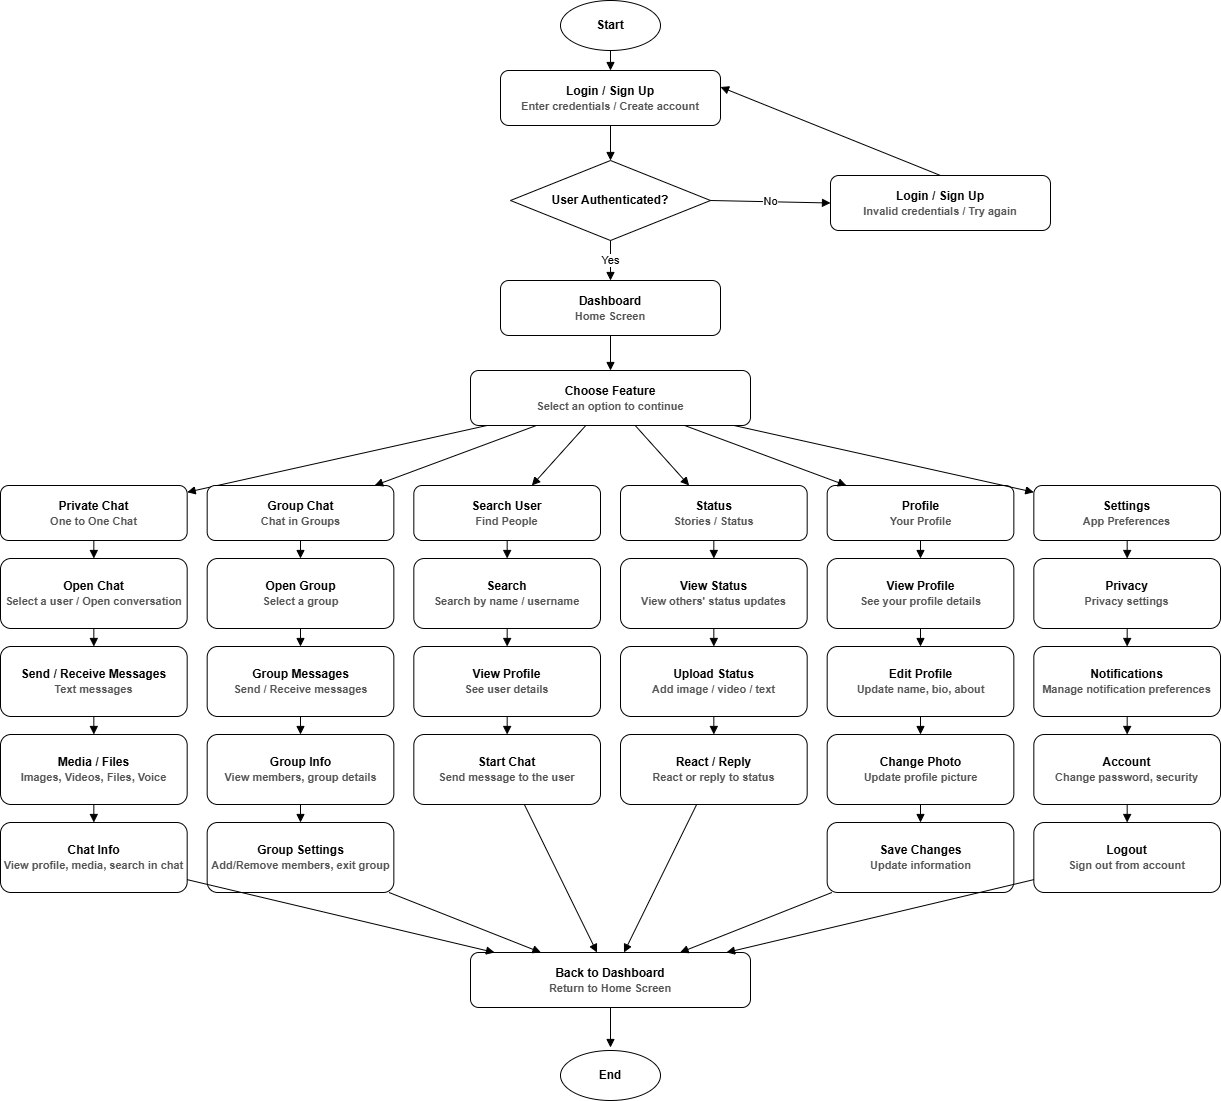 Start
Login / Sign Up
Enter credentials / Create account
User Authenticated?
No
Login / Sign Up
Invalid credentials / Try again
Yes
Dashboard
Home Screen
Choose Feature
Select an option to continue
Private Chat
One to One Chat
Group Chat
Chat in Groups
Search User
Find People
Status
Stories / Status
Profile
Your Profile
Settings
App Preferences
Open Chat
Select a user / Open conversation
Open Group
Select a group
Search
Search by name / username
View Status
View others' status updates
View Profile
See your profile details
Privacy
Privacy settings
Send / Receive Messages
Text messages
Group Messages
Send / Receive messages
View Profile
See user details
Upload Status
Add image / video / text
Edit Profile
Update name, bio, about
Notifications
Manage notification preferences
Media / Files
Images, Videos, Files, Voice
Group Info
View members, group details
Start Chat
Send message to the user
React / Reply
React or reply to status
Change Photo
Update profile picture
Account
Change password, security
Chat Info
View profile, media, search in chat
Group Settings
Add/Remove members, exit group
Save Changes
Update information
Logout
Sign out from account
Back to Dashboard
Return to Home Screen
End